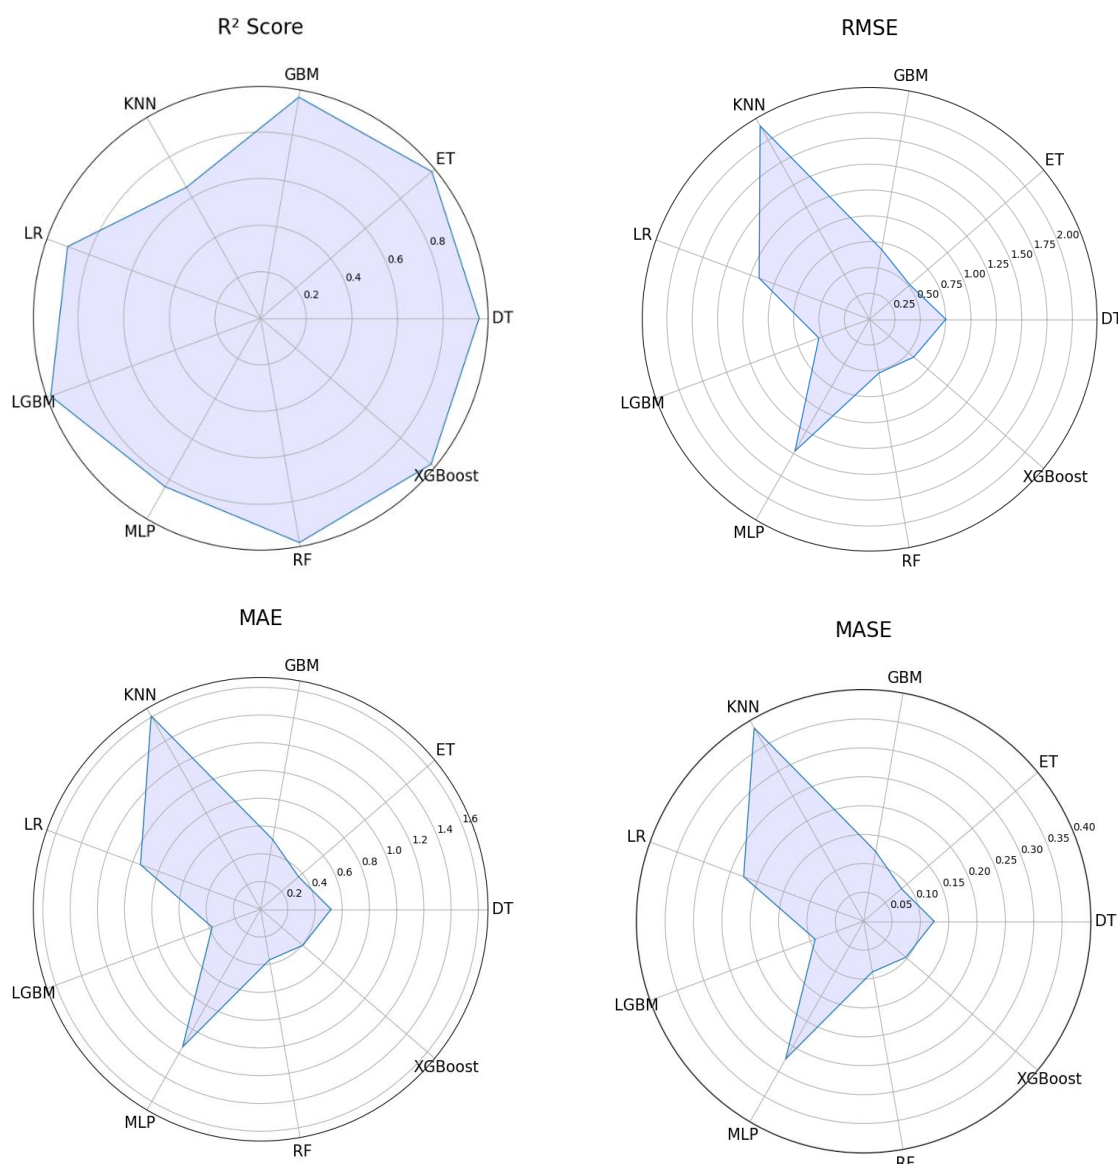 R² Score
GBM
KNN
ET
LR
0.8
0.6
0.4
0.2
DT
LGBM
XGBoost
MLP
RF
RMSE
GBM
KNN
ET
LR
2.00
1.75
1.50
1.25
1.00
0.75
0.50
0.25
DT
LGBM
XGBoost
MLP
RF
MAE
GBM
KNN
ET
LR
1.6
1.4
1.2
1.0
0.8
0.6
0.4
0.2
DT
LGBM
XGBoost
MLP
RF
MASE
GBM
KNN
ET
LR
0.40
0.35
0.30
0.25
0.20
0.15
0.10
0.05
DT
LGBM
XGBoost
MLP
RF